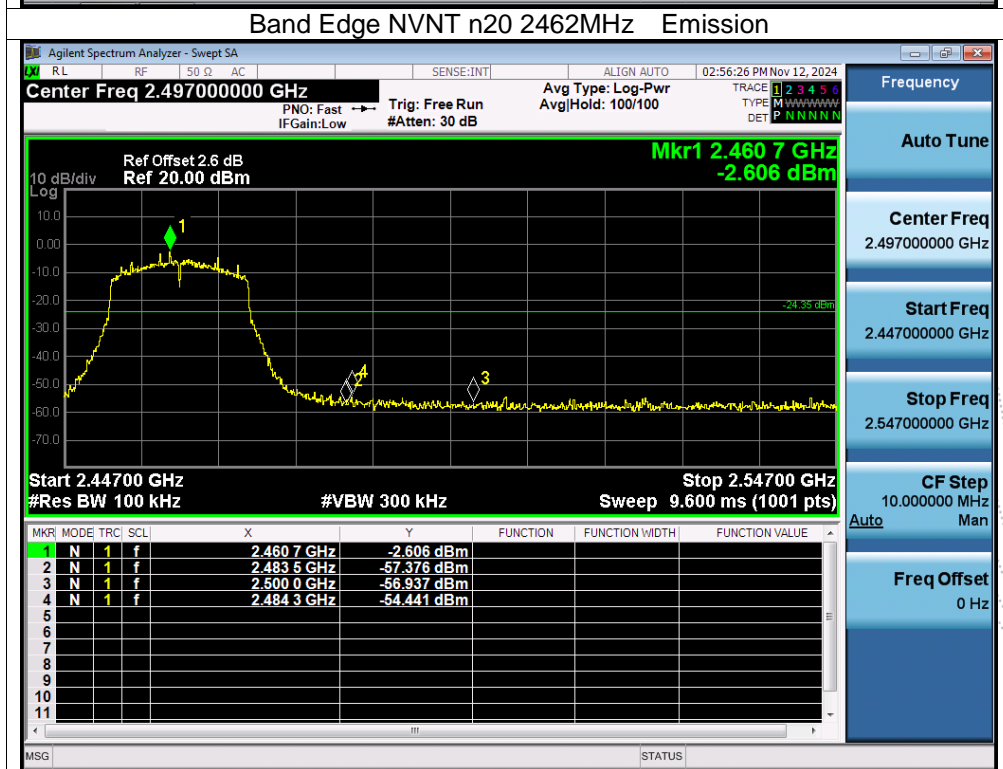 Band Edge NVNT n20 2462MHz Emission
Agilent Spectrum Analyzer - Swept SA
LXI RL RF 50 Ω AC SENSE:INT ALIGN AUTO 02:56:26 PM Nov 12, 2024
Center Freq 2.497000000 GHz
PNO: Fast
IFGain:Low
Trig: Free Run
#Atten: 30 dB
Avg Type: Log-Pwr
Avg|Hold: 100/100
TRACE 1 2 3 4 5 6
TYPE M WWWWW
DET P N N N N N
Frequency
Auto Tune
Center Freq
2.497000000 GHz
Start Freq
2.447000000 GHz
Stop Freq
2.547000000 GHz
CF Step
10.000000 MHz
Auto Man
Freq Offset
0 Hz
Mkr1 2.460 7 GHz
-2.606 dBm
Ref Offset 2.6 dB
10 dB/div Ref 20.00 dBm
Log
10.0
0.00
-10.0
-20.0
-30.0
-40.0
-50.0
-60.0
-70.0
1
-24.35 dBm
2
4
3
Start 2.44700 GHz Stop 2.54700 GHz
#Res BW 100 kHz #VBW 300 kHz Sweep 9.600 ms (1001 pts)
MKR MODE TRC SCL X Y FUNCTION FUNCTION WIDTH FUNCTION VALUE
1 N 1 f 2.460 7 GHz -2.606 dBm
2 N 1 f 2.483 5 GHz -57.376 dBm
3 N 1 f 2.500 0 GHz -56.937 dBm
4 N 1 f 2.484 3 GHz -54.441 dBm
5
6
7
8
9
10
11
MSG STATUS